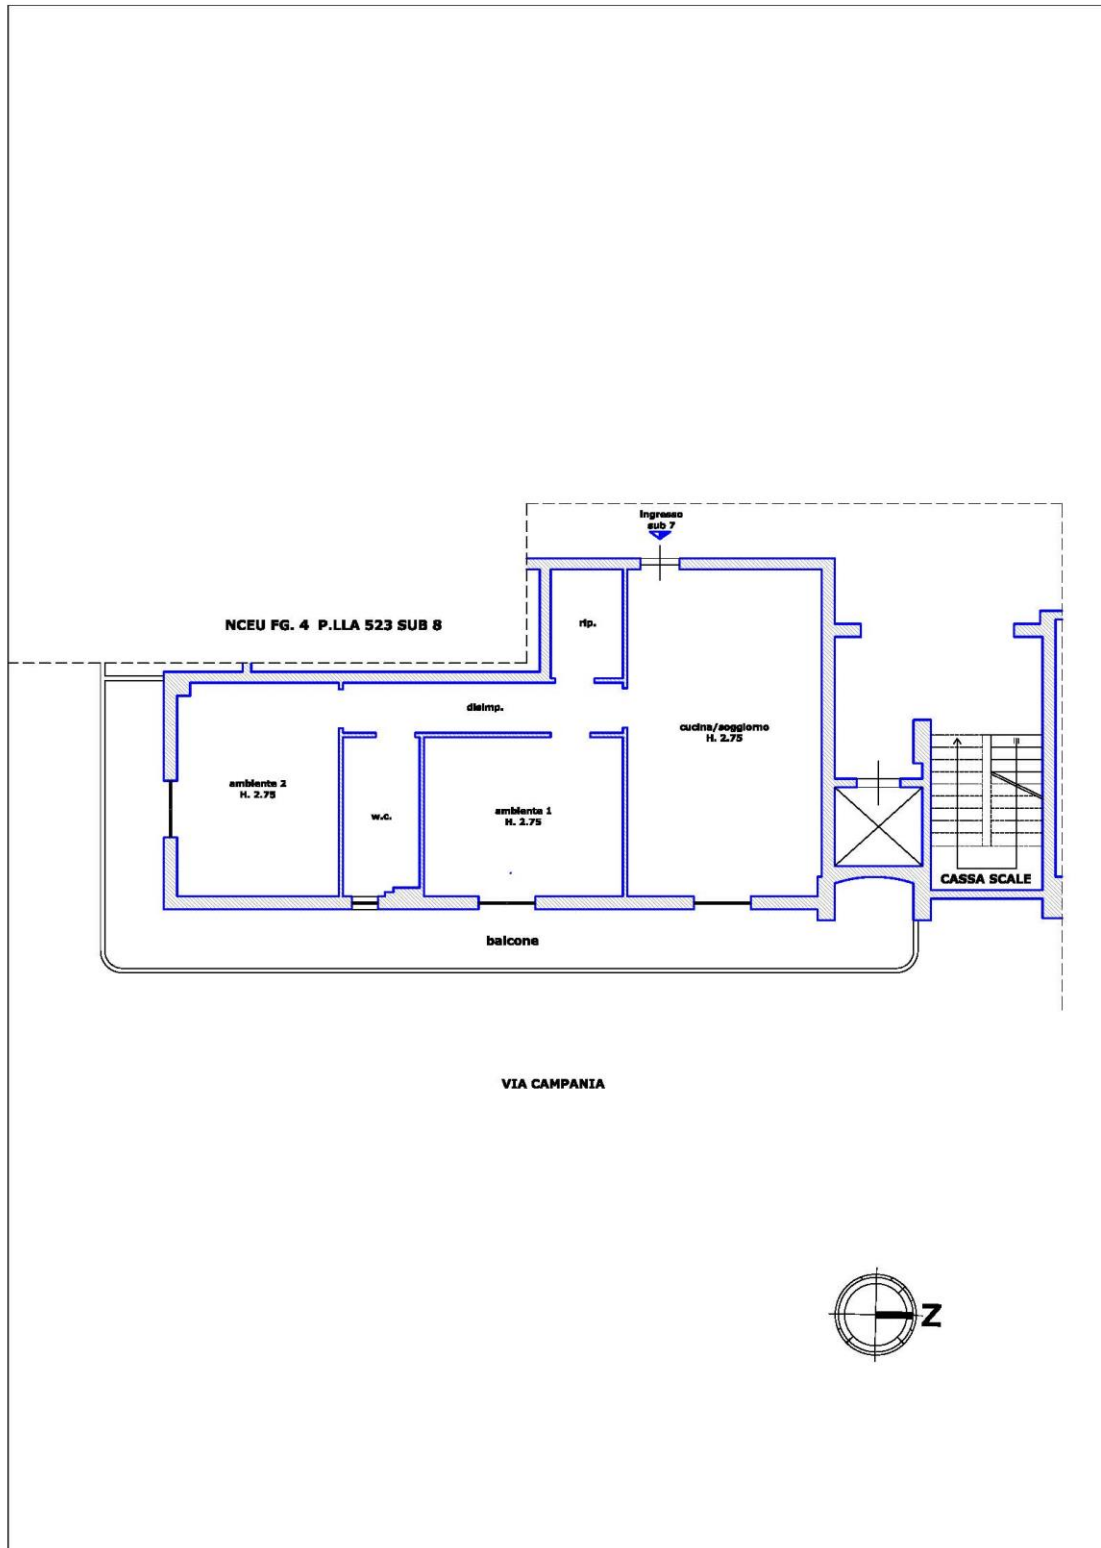 Ingresso
sub 7
NCEU FG. 4 P.LLA 523 SUB 8
rip.
disimp.
cucina/soggiorno
H. 2.75
ambiente 2
H. 2.75
w.c.
ambiente 1
H. 2.75
CASSA SCALE
balcone
VIA CAMPANIA
N